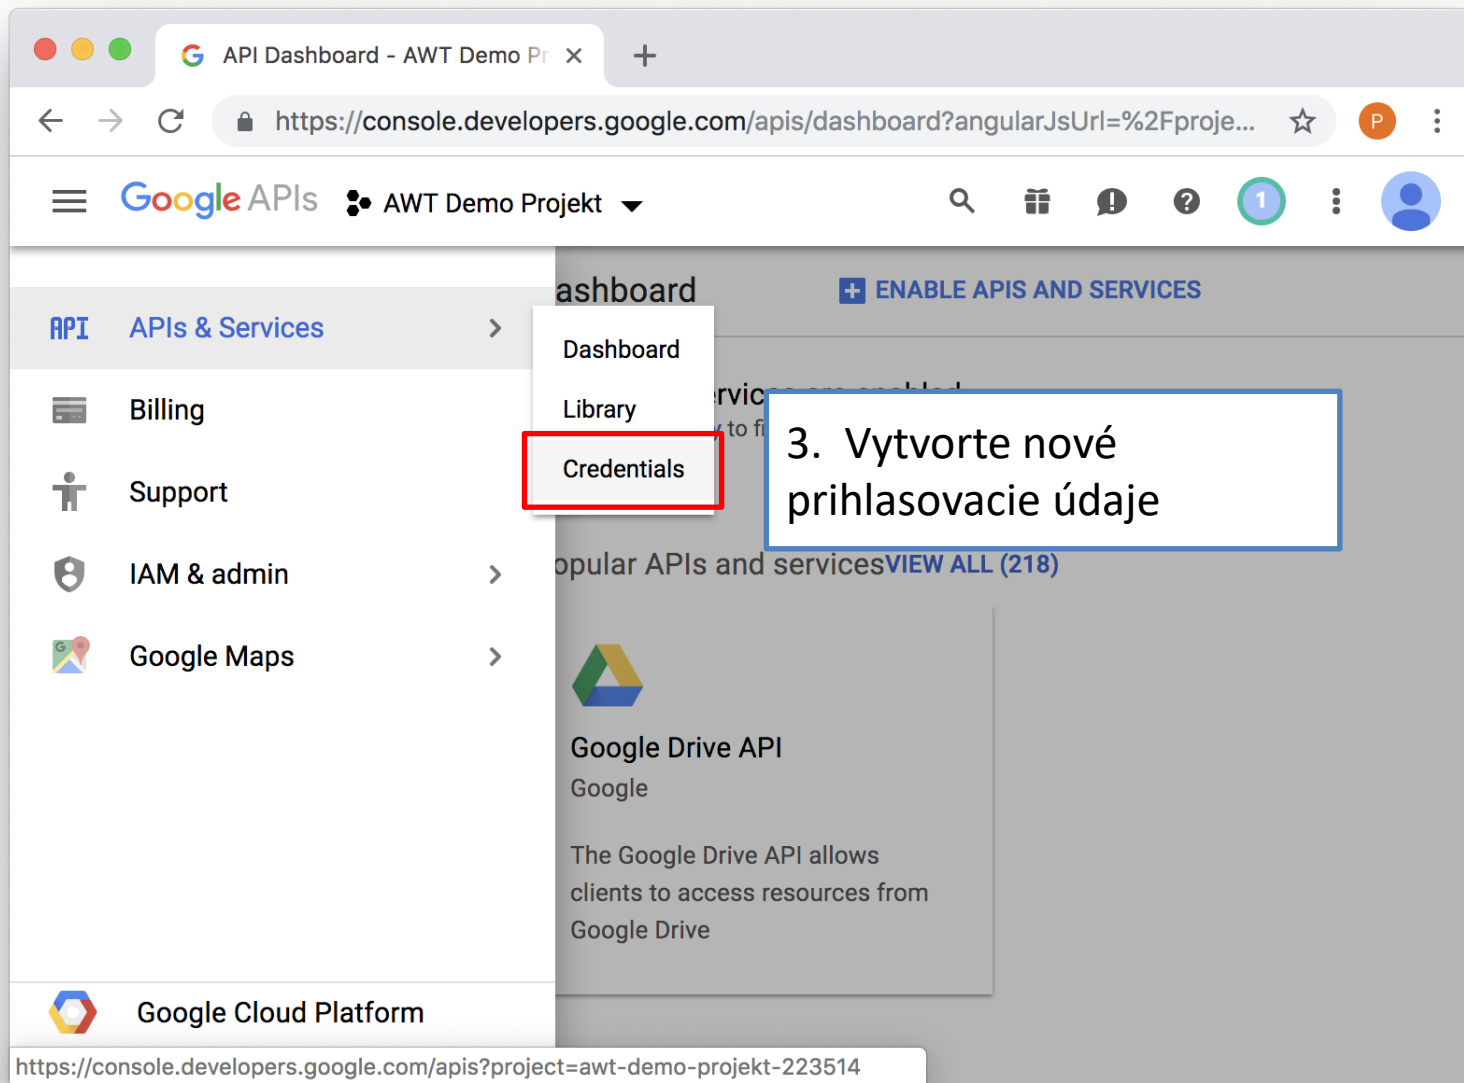 API Dashboard - AWT Demo Pr
https://console.developers.google.com/apis/dashboard?angularJsUrl=%2Fproje...
P
Google APIs
AWT Demo Projekt
1
ashboard
ENABLE APIS AND SERVICES
API APIs & Services
Dashboard
Library
Credentials
to fi
3. Vytvorte nové
prihlasovacie údaje
Billing
Support
IAM & admin
Google Maps
opular APIs and services
VIEW ALL (218)
Google Drive API
Google
The Google Drive API allows
clients to access resources from
Google Drive
Google Cloud Platform
https://console.developers.google.com/apis?project=awt-demo-projekt-223514